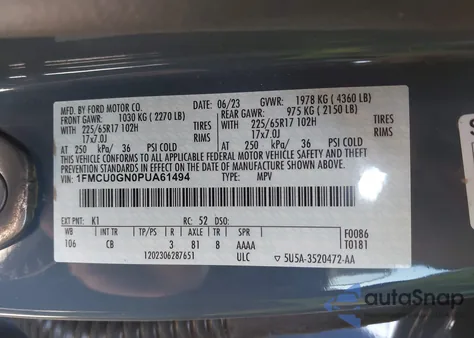 MFD. BY FORD MOTOR CO.
06/23 GVWR: 1978 KG ( 4360 LB)
FRONT GAWR: 1030 KG ( 2270 LB) REAR GAWR: 975 KG ( 2150 LB)
WITH 225/65R17 102H TIRES WITH 225/65R17 102H TIRES
17x7.0J RIMS 17x7.0J RIMS
AT 250 kPa/ 36 PSI COLD AT 250 kPa/ 36 PSI COLD
THIS VEHICLE CONFORMS TO ALL APPLICABLE FEDERAL MOTOR VEHICLE
SAFETY AND THEFT PREVENTION STANDARDS IN EFFECT ON THE DATE OF
MANUFACTURE SHOWN ABOVE.
VIN: 1FMCU0GN0PUA61494 TYPE: MPV
EXT PNT: K1 RC: 52 DSO: F0086
WB INT TR TP/PS R AXLE TR SPR T0181
106 CB 3 81 8 AAAA
1202306287651 ULC ▽ 5U5A-3520472-AA
autoSnap